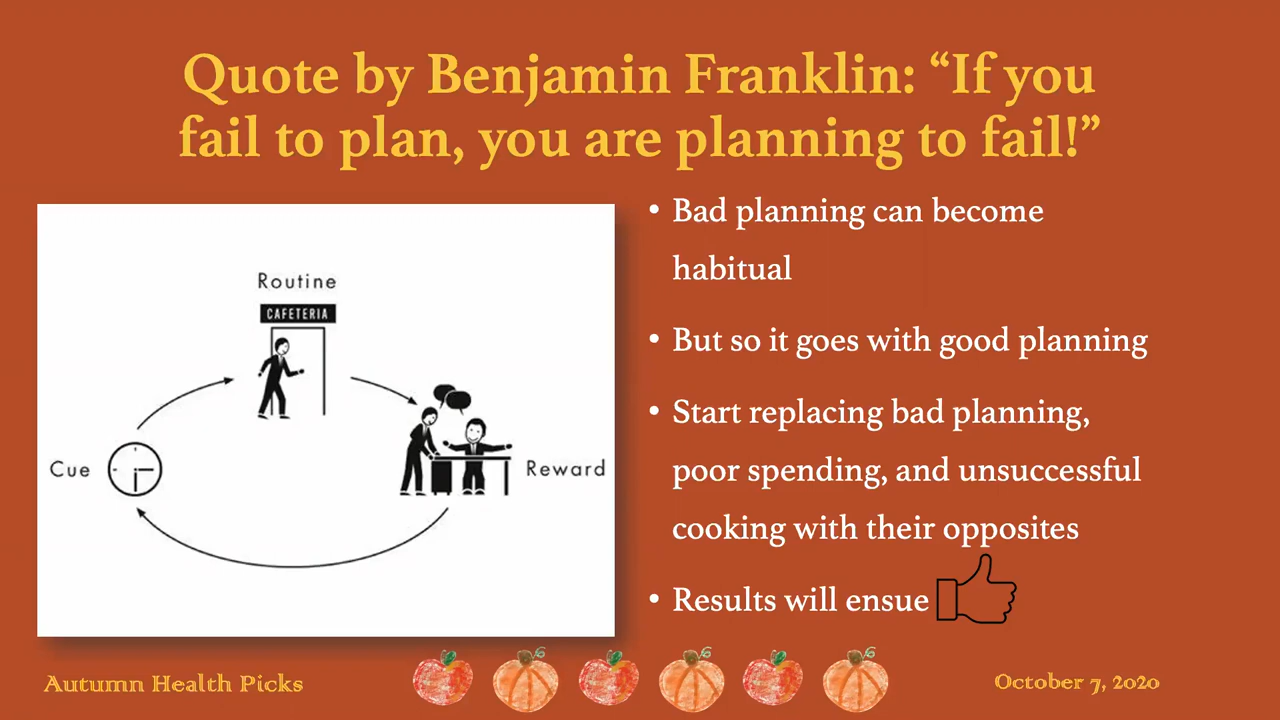 Quote by Benjamin Franklin: “If you
fail to plan, you are planning to fail!”
Routine
CAFETERIA
Cue
Reward
• Bad planning can become
habitual
• But so it goes with good planning
• Start replacing bad planning,
poor spending, and unsuccessful
cooking with their opposites
• Results will ensue
Autumn Health Picks
October 7, 2020